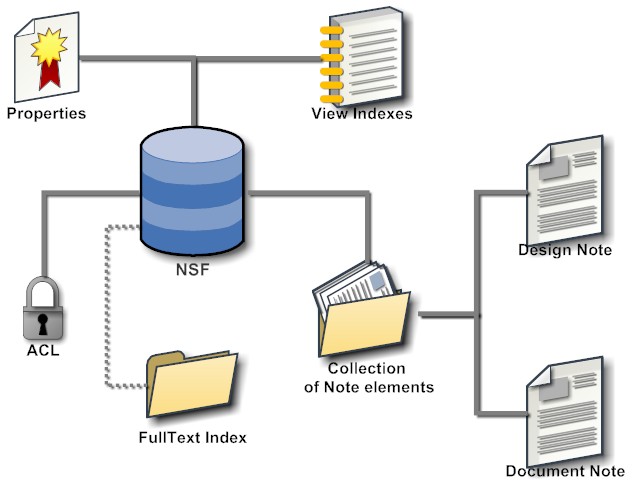 Properties
View Indexes
NSF
Design Note
ACL
Collection
of Note elements
FullText Index
Document Note